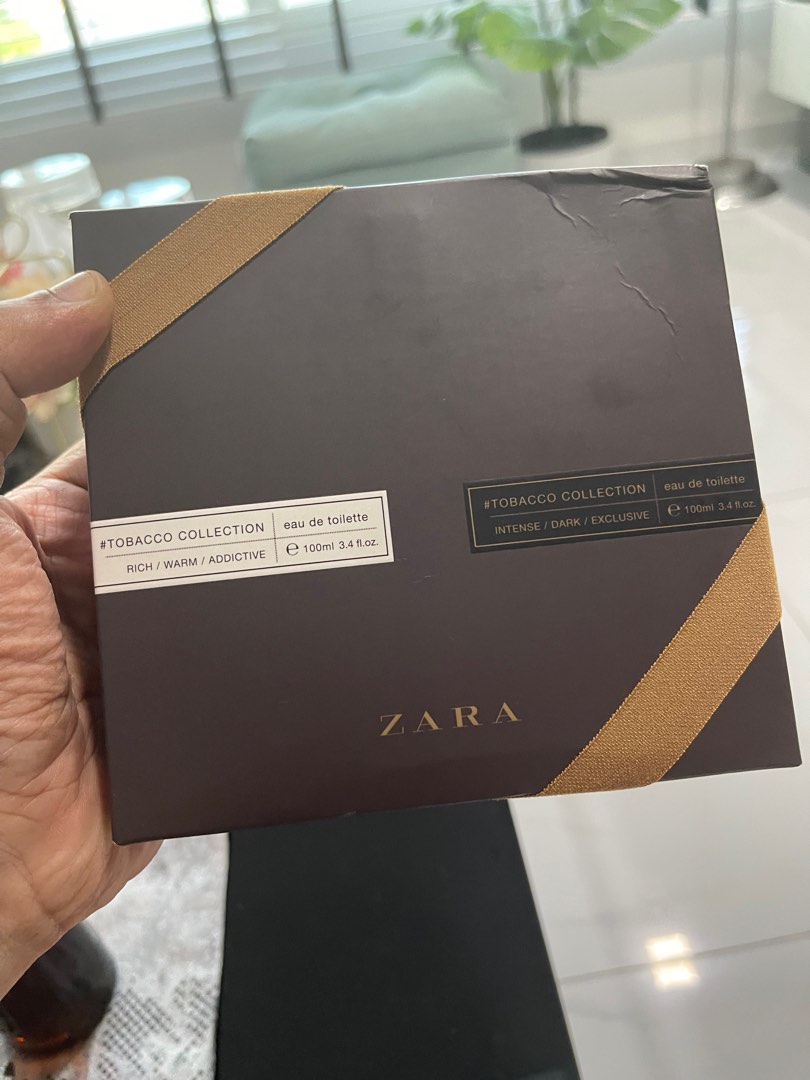 #TOBACCO COLLECTION
eau de toilette
RICH / WARM / ADDICTIVE
℮ 100ml 3.4 fl.oz.
#TOBACCO COLLECTION
eau de toilette
INTENSE / DARK / EXCLUSIVE
℮ 100ml 3.4 fl.oz.
ZARA